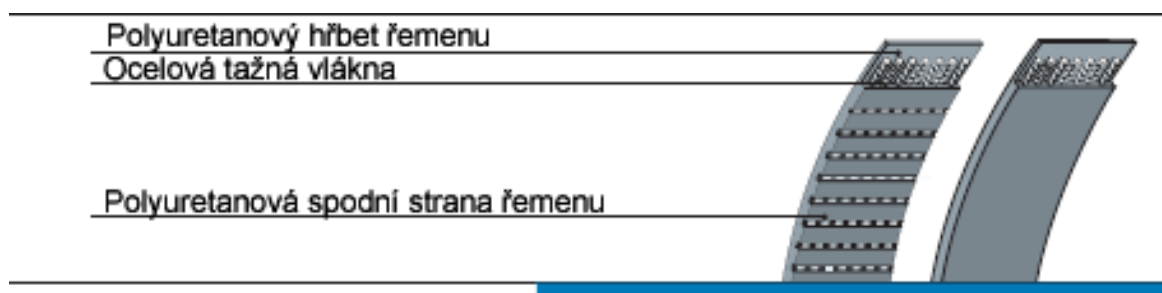 Polyuretanový hřbet řemenu
Ocelová tažná vlákna
Polyuretanová spodní strana řemenu